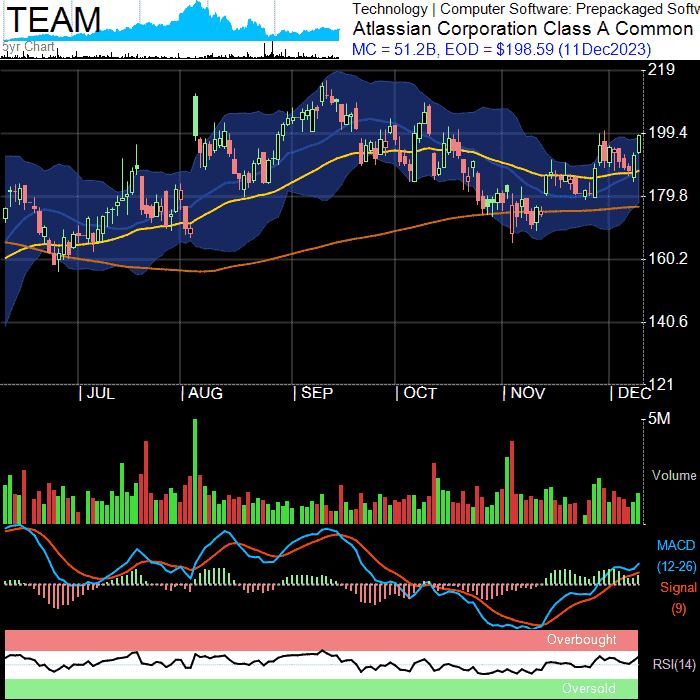 TEAM
5yr Chart
Technology | Computer Software: Prepackaged Softw
Atlassian Corporation Class A Common
MC = 51.2B, EOD = $198.59 (11Dec2023)
219
199.4
179.8
160.2
140.6
121
| JUL | AUG | SEP | OCT | NOV | DEC
5M
Volume
MACD
(12-26)
Signal
(9)
Overbought
RSI(14)
Oversold